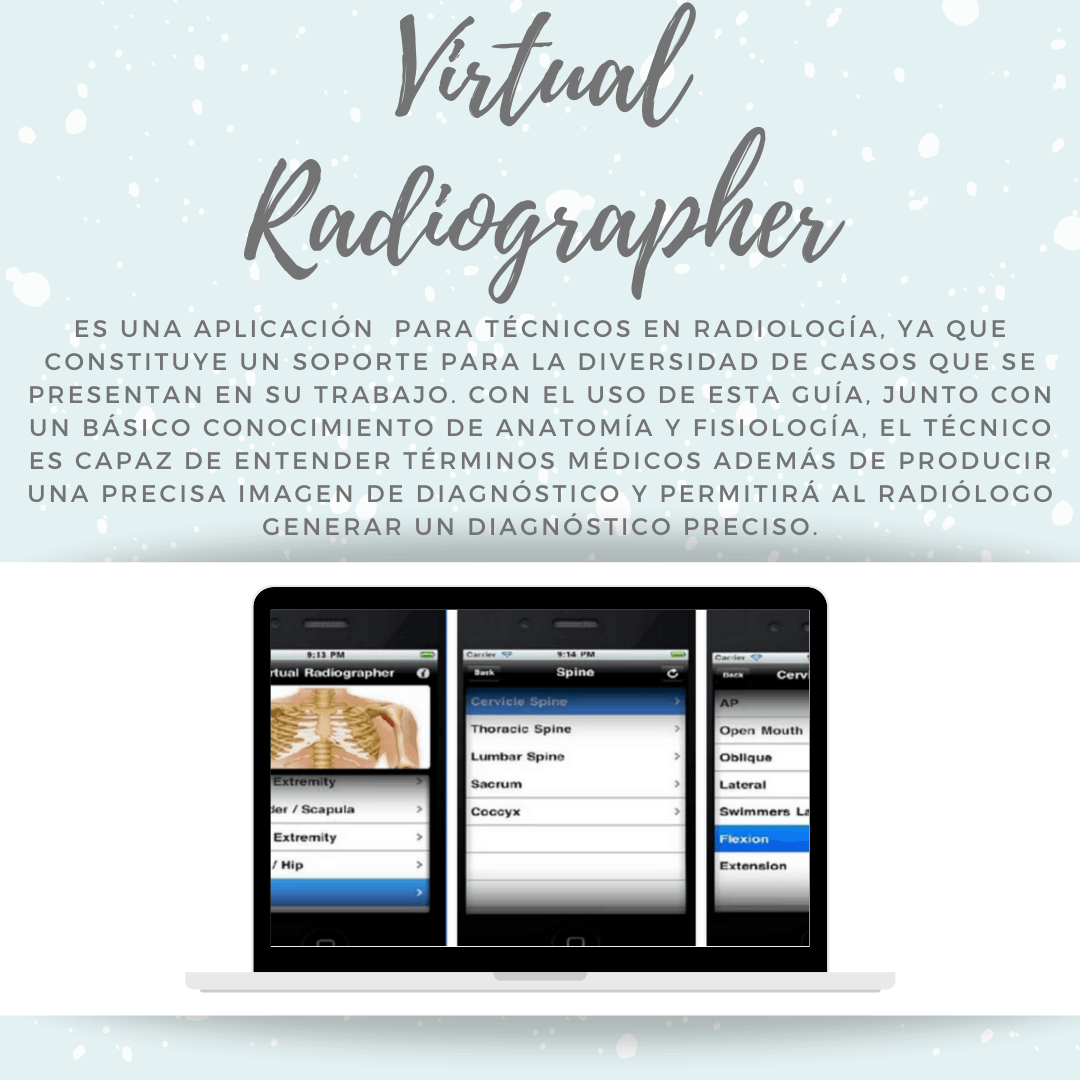 Virtual
Radiographer
ES UNA APLICACIÓN PARA TÉCNICOS EN RADIOLOGÍA, YA QUE
CONSTITUYE UN SOPORTE PARA LA DIVERSIDAD DE CASOS QUE SE
PRESENTAN EN SU TRABAJO. CON EL USO DE ESTA GUÍA, JUNTO CON
UN BÁSICO CONOCIMIENTO DE ANATOMÍA Y FISIOLOGÍA, EL TÉCNICO
ES CAPAZ DE ENTENDER TÉRMINOS MÉDICOS ADEMÁS DE PRODUCIR
UNA PRECISA IMAGEN DE DIAGNÓSTICO Y PERMITIRÁ AL RADIÓLOGO
GENERAR UN DIAGNÓSTICO PRECISO.
9:13 PM
rtual Radiographer
Extremity
der / Scapula
Extremity
/ Hip
Carrier 9:14 PM
Back Spine
Cervicle Spine
Thoracic Spine
Lumbar Spine
Sacrum
Coccyx
Carrier
Back Cerv
AP
Open Mouth
Oblique
Lateral
Swimmers La
Flexion
Extension